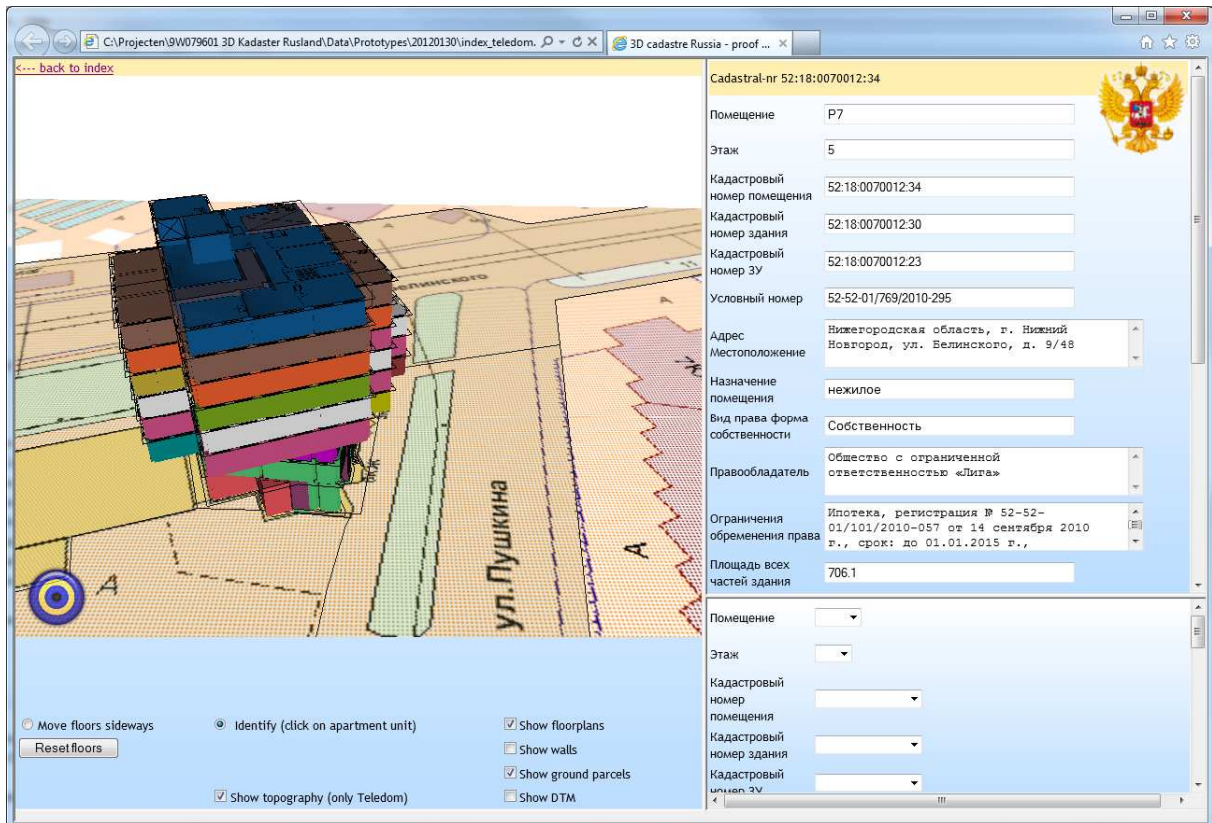 C:\Projecten\9W079601 3D Kadaster Rusland\Data\Prototypes\20120130\index_teledom.
3D cadastre Russia - proof ...
<--- back to index
ул.Пушкина
А
А
А
А
Move floors sideways
Reset floors
Identify (click on apartment unit)
Show topography (only Teledom)
Show floorplans
Show walls
Show ground parcels
Show DTM
Cadastral-nr 52:18:0070012:34
Помещение
P7
Этаж
5
Кадастровый
номер помещения
52:18:0070012:34
Кадастровый
номер здания
52:18:0070012:30
Кадастровый
номер ЗУ
52:18:0070012:23
Условный номер
52-52-01/769/2010-295
Адрес
Местоположение
Нижегородская область, г. Нижний
Новгород, ул. Белинского, д. 9/48
Назначение
помещения
нежилое
Вид права форма
собственности
Собственность
Правообладатель
Общество с ограниченной
ответственностью «Лига»
Ограничения
обременения права
Ипотека, регистрация № 52-52-
01/101/2010-057 от 14 сентября 2010
г., срок: до 01.01.2015 г.,
Площадь всех
частей здания
706.1
Помещение
Этаж
Кадастровый
номер
помещения
Кадастровый
номер здания
Кадастровый
номер ЗУ